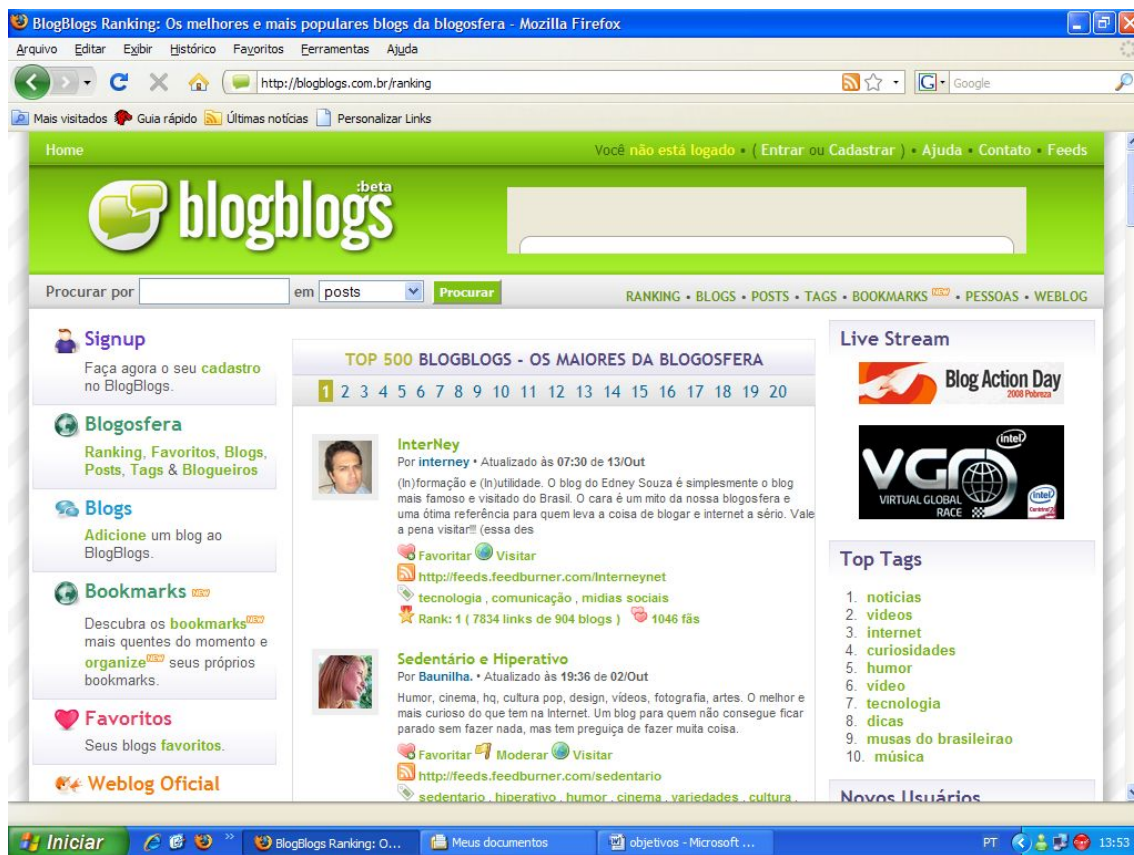 BlogBlogs Ranking: Os melhores e mais populares blogs da blogosfera - Mozilla Firefox
Arquivo Editar Exibir Histórico Favoritos Ferramentas Ajuda
http://blogblogs.com.br/ranking
G Google
Mais visitados Guia rápido Últimas notícias Personalizar Links
Home
Você não está logado • ( Entrar ou Cadastrar ) • Ajuda • Contato • Feeds
blogblogs :beta
Procurar por em posts Procurar
RANKING • BLOGS • POSTS • TAGS • BOOKMARKS NEW • PESSOAS • WEBLOG
Signup
Faça agora o seu cadastro
no BlogBlogs.
Blogosfera
Ranking, Favoritos, Blogs,
Posts, Tags & Blogueiros
Blogs
Adicione um blog ao
BlogBlogs.
Bookmarks NEW
Descubra os bookmarks NEW
mais quentes do momento e
organize NEW seus próprios
bookmarks.
Favoritos
Seus blogs favoritos.
Weblog Oficial
TOP 500 BLOGBLOGS - OS MAIORES DA BLOGOSFERA
1 2 3 4 5 6 7 8 9 10 11 12 13 14 15 16 17 18 19 20
InterNey
Por interney • Atualizado às 07:30 de 13/Out
(In)formação e (In)utilidade. O blog do Edney Souza é simplesmente o blog
mais famoso e visitado do Brasil. O cara é um mito da nossa blogosfera e
uma ótima referência para quem leva a coisa de blogar e internet a sério. Vale
a pena visitar!!! (essa des
Favoritar Visitar
http://feeds.feedburner.com/Interneynet
tecnologia , comunicação , midias sociais
Rank: 1 ( 7834 links de 904 blogs ) 1046 fãs
Sedentário e Hiperativo
Por Baunilha. • Atualizado às 19:36 de 02/Out
Humor, cinema, hq, cultura pop, design, vídeos, fotografia, artes. O melhor e
mais curioso do que tem na Internet. Um blog para quem não consegue ficar
parado sem fazer nada, mas tem preguiça de fazer muita coisa.
Favoritar Moderar Visitar
http://feeds.feedburner.com/sedentario
sedentario , hiperativo , humor , cinema , variedades , cultura ,
Live Stream
Blog Action Day
2008 Pobreza
intel
VGR
VIRTUAL GLOBAL
RACE
intel
Top Tags
1. noticias
2. videos
3. internet
4. curiosidades
5. humor
6. video
7. tecnologia
8. dicas
9. musas do brasileirao
10. música
Novos Usuários
Iniciar
BlogBlogs Ranking: O...
Meus documentos
objetivos - Microsoft ...
PT
13:53